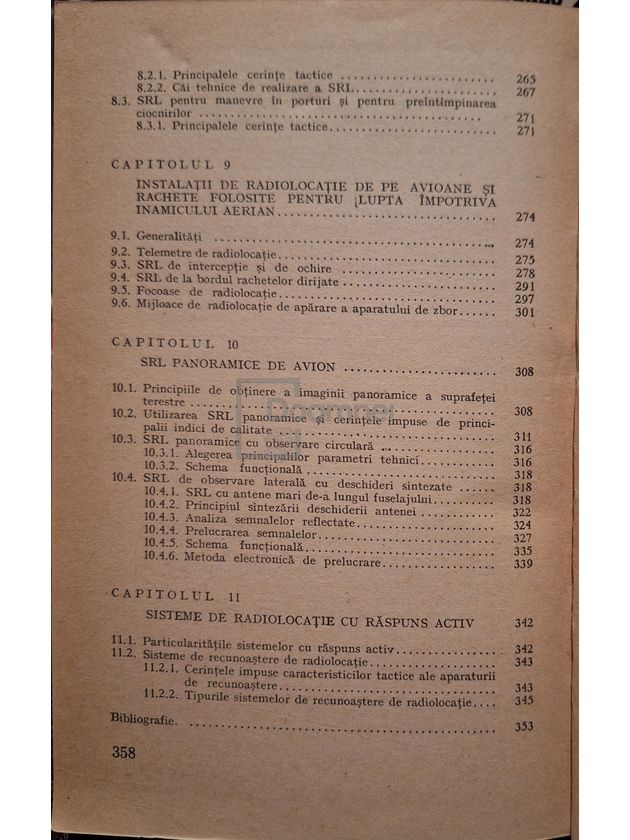 8.2.1. Principalele cerințe tactice ........................ 265
8.2.2. Căi tehnice de realizare a SRL...................... 267
8.3. SRL pentru manevre în porturi și pentru preîntîmpinarea
ciocnirilor ............................................. 271
8.3.1. Principalele cerințe tactice.......................... 271
CAPITOLUL 9
INSTALAȚII DE RADIOLOCAȚIE DE PE AVIOANE ȘI
RACHETE FOLOSITE PENTRU LUPTA ÎMPOTRIVA
INAMICULUI AERIAN.................................. 274
9.1. Generalități ............................................. 274
9.2. Telemetre de radiolocație................................. 275
9.3. SRL de intercepție și de ochire .......................... 278
9.4. SRL de la bordul rachetelor dirijate ...................... 291
9.5. Focoase de radiolocație................................... 297
9.6. Mijloace de radiolocație de apărare a aparatului de zbor...... 301
CAPITOLUL 10
SRL PANORAMICE DE AVION ...................... 308
10.1. Principiile de obținere a imaginii panoramice a suprafeței
terestre ................................................ 308
10.2. Utilizarea SRL panoramice și cerințele impuse de princi-
palii indici de calitate .................................. 311
10.3. SRL panoramice cu observare circulară .................. 316
10.3.1. Alegerea principalilor parametri tehnici............ 316
10.3.2. Schema funcțională ............................. 318
10.4. SRL de observare laterală cu deschideri sintezate .......... 318
10.4.1. SRL cu antene mari de-a lungul fuselajului.......... 318
10.4.2. Principiul sintezării deschiderii antenei ............ 322
10.4.3. Analiza semnalelor reflectate...................... 324
10.4.4. Prelucrarea semnalelor............................ 327
10.4.5. Schema funcțională.............................. 335
10.4.6. Metoda electronică de prelucrare.................. 339
CAPITOLUL 11
SISTEME DE RADIOLOCAȚIE CU RĂSPUNS ACTIV 342
11.1. Particularitățile sistemelor cu răspuns activ................ 342
11.2. Sisteme de recunoaștere de radiolocație.................... 343
11.2.1. Cerințele impuse caracteristicilor tactice ale aparaturii
de recunoaștere.................................. 343
11.2.2. Tipurile sistemelor de recunoaștere de radiolocație.... 345
Bibliografie. ................................................ 353
358